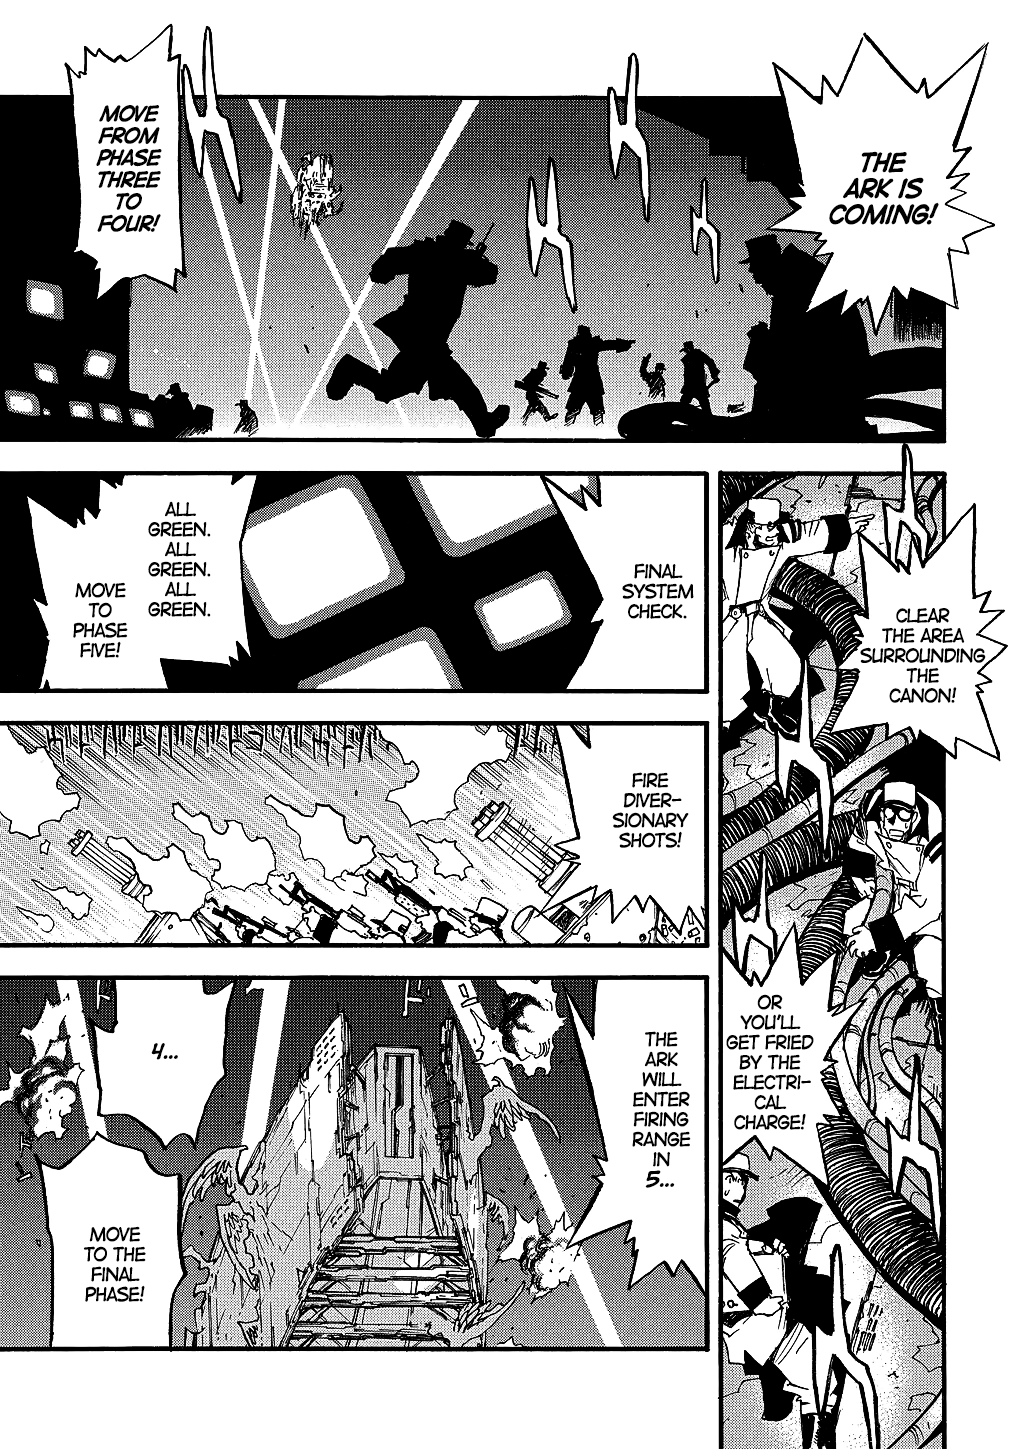 THE
ARK IS
COMING!
MOVE
FROM
PHASE
THREE
TO
FOUR!
CLEAR
THE AREA
SURROUNDING
THE
CANON!
OR
YOU'LL
GET FRIED
BY THE
ELECTRI-
CAL
CHARGE!
FINAL
SYSTEM
CHECK.
ALL
GREEN.
ALL
GREEN.
ALL
GREEN.
MOVE
TO
PHASE
FIVE!
FIRE
DIVER-
SIONARY
SHOTS!
THE
ARK WILL
ENTER
FIRING
RANGE
IN
5...
4...
MOVE
TO THE
FINAL
PHASE!